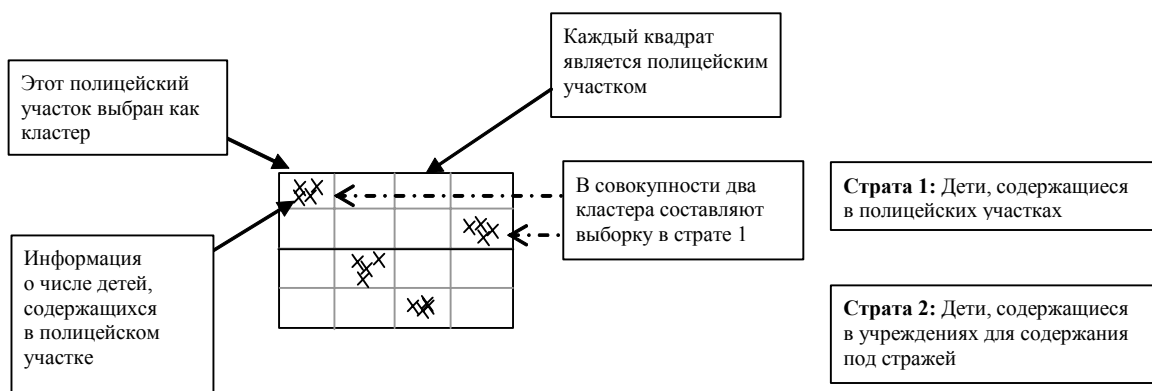 Каждый квадрат
является полицейским
участком
Этот полицейский
участок выбран как
кластер
В совокупности два
кластера составляют
выборку в страте 1
Страта 1: Дети, содержащиеся
в полицейских участках
Информация
о числе детей,
содержащихся
в полицейском
участке
Страта 2: Дети, содержащиеся
в учреждениях для содержания
под стражей